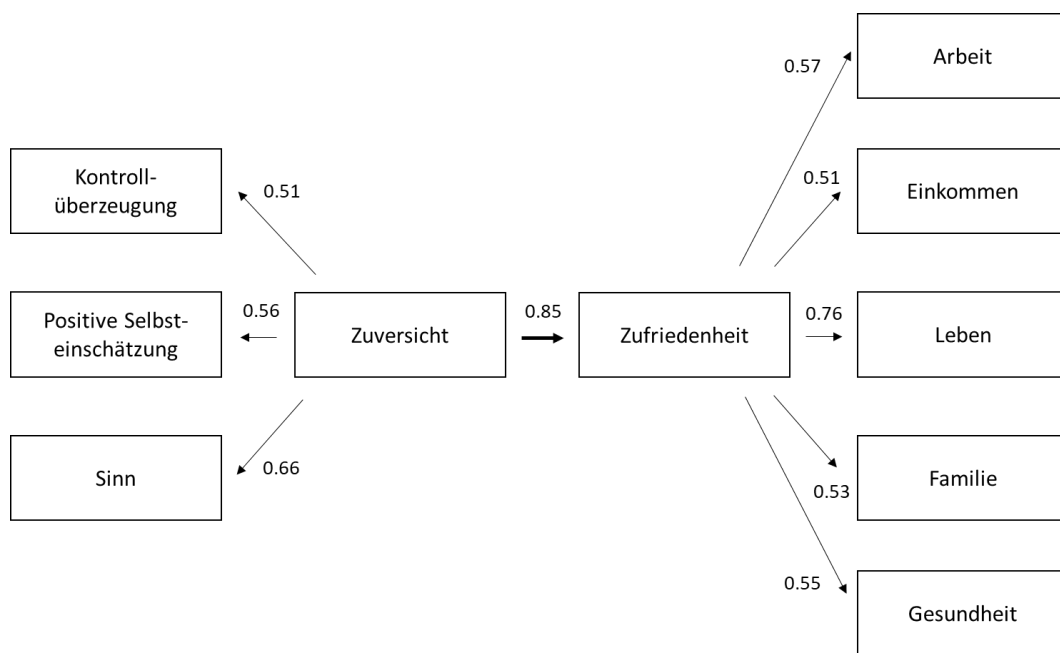 Arbeit
0.57
Kontroll-
überzeugung
0.51
0.51
Einkommen
Positive Selbst-
einschätzung
0.56
Zuversicht
0.85
Zufriedenheit
0.76
Leben
Sinn
0.66
0.53
Familie
0.55
Gesundheit